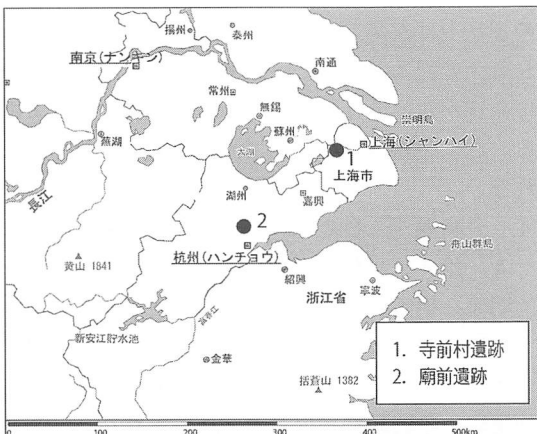 揚州
泰州
南京(ナンキン)
南通
常州
無錫
崇明島
蘇州
蕪湖
太湖
上海(シャンハイ)
1
上海市
長江
湖州
嘉興
2
舟山群島
杭州(ハンチョウ)
黄山 1841
紹興
寧波
浙江省
新安江貯水池
金華
括蒼山 1382
1. 寺前村遺跡
2. 廟前遺跡
0 100 200 300 400 500km